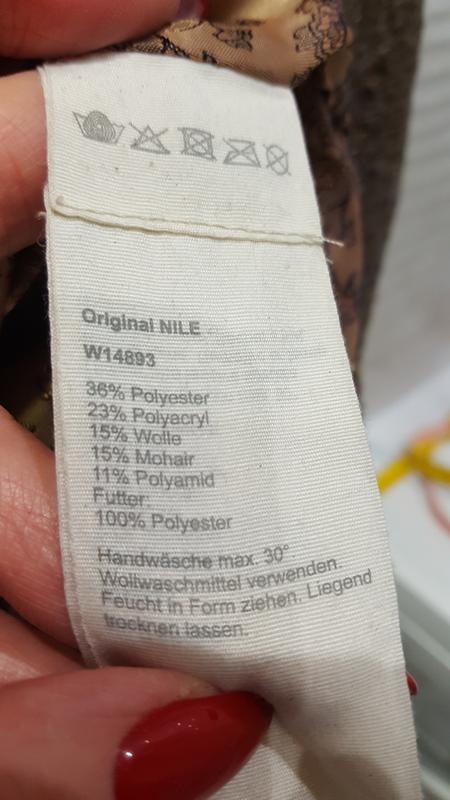 Original NILE
W14893
36% Polyester
23% Polyacryl
15% Wolle
15% Mohair
11% Polyamid
Futter:
100% Polyester
Handwäsche max. 30°
Wollwaschmittel verwenden.
Feucht in Form ziehen. Liegend
trocknen lassen.